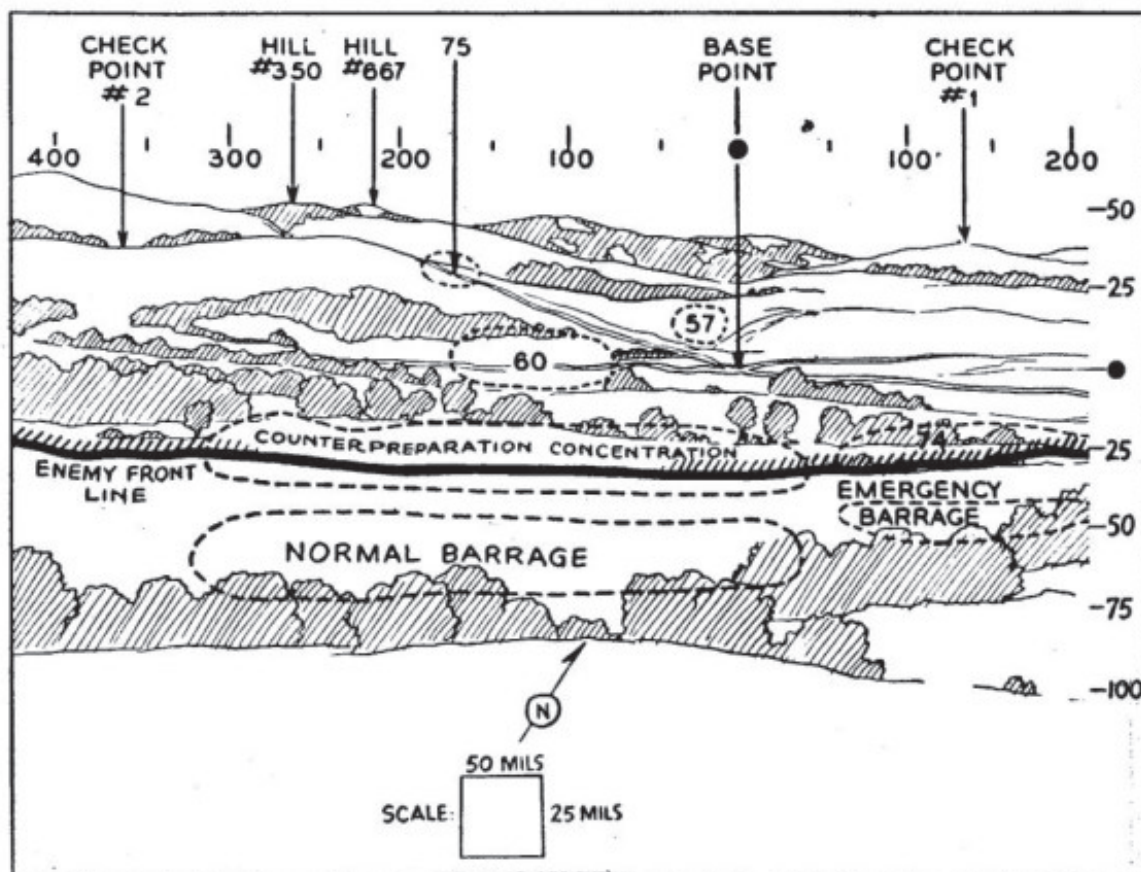 CHECK
POINT
#2
HILL
#350
HILL
#667
75
BASE
POINT
CHECK
POINT
#1
400
300
200
100
100
200
50
25
57
60
COUNTERPREPARATION CONCENTRATION
74
25
ENEMY FRONT
LINE
EMERGENCY
BARRAGE
50
NORMAL BARRAGE
75
100
N
50 MILS
SCALE:
25 MILS